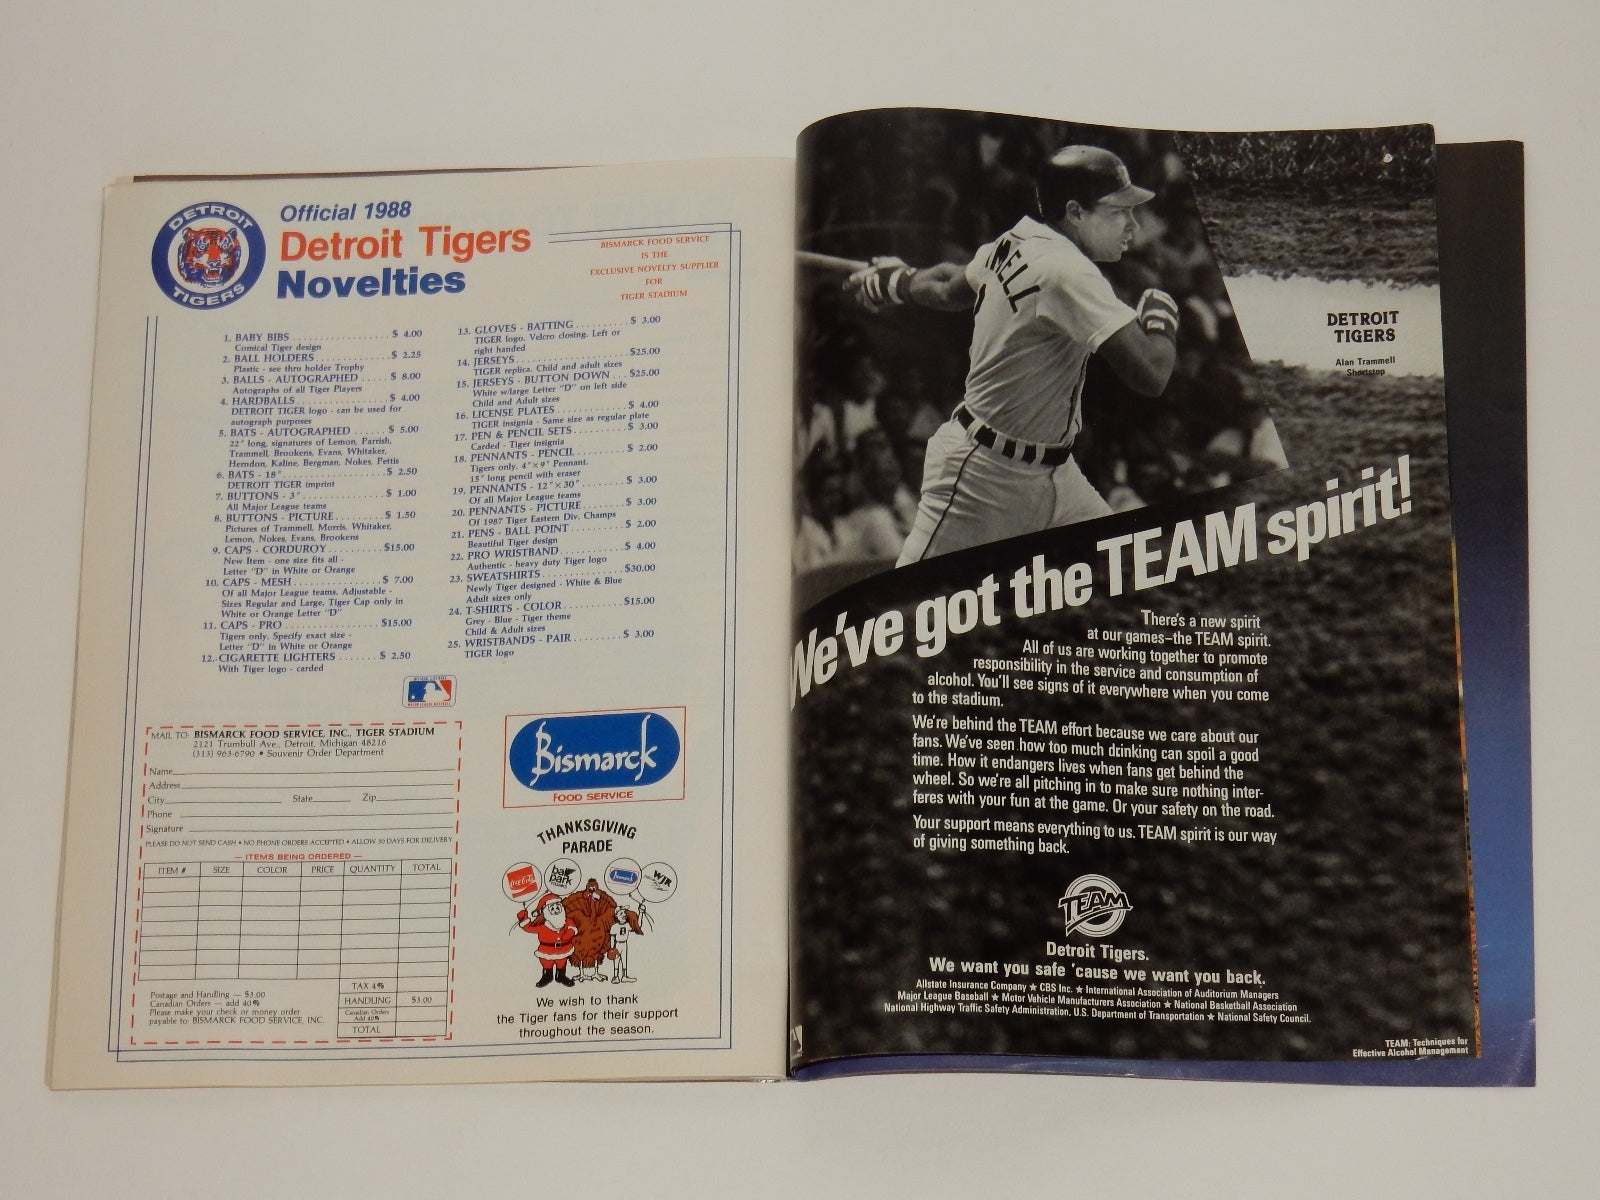 DETROIT
TIGERS
Official 1988
Detroit Tigers
Novelties
BISMARCK FOOD SERVICE
IS THE
EXCLUSIVE NOVELTY SUPPLIER
FOR
TIGER STADIUM
1. BABY BIBS . . . . . . . . . . . . . . . . . . $ 4.00
Comical Tiger design
2. BALL HOLDERS . . . . . . . . . . . . . $ 2.25
Plastic - see thru holder Trophy
3. BALLS - AUTOGRAPHED . . . . . $ 8.00
Autographs of all Tiger Players
4. HARDBALLS . . . . . . . . . . . . . . . . $ 4.00
DETROIT TIGER logo - can be used for
autograph purposes
5. BATS - AUTOGRAPHED . . . . . . $ 5.00
22" long, signatures of Lemon, Parrish,
Trammell, Brookens, Evans, Whitaker,
Herndon, Kaline, Bergman, Nokes, Pettis
6. BATS - 18" . . . . . . . . . . . . . . . . . $ 2.50
DETROIT TIGER imprint
7. BUTTONS - 3" . . . . . . . . . . . . . . $ 1.00
All Major League teams
8. BUTTONS - PICTURE . . . . . . . . $ 1.50
Pictures of Trammell, Morris, Whitaker,
Lemon, Nokes, Evans, Brookens
9. CAPS - CORDUROY . . . . . . . . . $15.00
New Item - one size fits all -
Letter "D" in White or Orange
10. CAPS - MESH . . . . . . . . . . . . . . $ 7.00
Of all Major League teams. Adjustable -
Sizes Regular and Large. Tiger Cap only in
White or Orange Letter "D"
11. CAPS - PRO . . . . . . . . . . . . . . . . $15.00
Tigers only. Specify exact size -
Letter "D" in White or Orange
12. CIGARETTE LIGHTERS . . . . . . . $ 2.50
With Tiger logo - carded
13. GLOVES - BATTING . . . . . . . . . . $ 3.00
TIGER logo. Velcro closing. Left or
right handed
14. JERSEYS . . . . . . . . . . . . . . . . . . . $25.00
TIGER replica. Child and adult sizes
15. JERSEYS - BUTTON DOWN . . . $25.00
White w/large Letter "D" on left side
Child and Adult sizes
16. LICENSE PLATES . . . . . . . . . . . . $ 4.00
TIGER insignia - Same size as regular plate
17. PEN & PENCIL SETS . . . . . . . . . $ 3.00
Carded - Tiger insignia
18. PENNANTS - PENCIL . . . . . . . . . $ 2.00
Tigers only. 4"×9" Pennant.
15" long pencil with eraser
19. PENNANTS - 12"×30" . . . . . . . . $ 3.00
Of all Major League teams
20. PENNANTS - PICTURE . . . . . . . . $ 3.00
Of 1987 Tiger Eastern Div. Champs
21. PENS - BALL POINT . . . . . . . . . . $ 2.00
Beautiful Tiger design
22. PRO WRISTBAND . . . . . . . . . . . $ 4.00
Authentic - heavy duty Tiger logo
23. SWEATSHIRTS . . . . . . . . . . . . . . $30.00
Newly Tiger designed - White & Blue
Adult sizes only
24. T-SHIRTS - COLOR . . . . . . . . . . . $15.00
Grey - Blue - Tiger theme
Child & Adult sizes
25. WRISTBANDS - PAIR . . . . . . . . . $ 3.00
TIGER logo
MAIL TO: BISMARCK FOOD SERVICE, INC., TIGER STADIUM
2121 Trumbull Ave., Detroit, Michigan 48216
(313) 963-6790 • Souvenir Order Department
Name
Address
City State Zip
Phone
Signature
PLEASE DO NOT SEND CASH • NO PHONE ORDERS ACCEPTED • ALLOW 30 DAYS FOR DELIVERY
— ITEMS BEING ORDERED —
ITEM # SIZE COLOR PRICE QUANTITY TOTAL
TAX 4%
HANDLING $3.00
Canadian Orders
Add 40%
TOTAL
Postage and Handling — $3.00
Canadian Orders — add 40%
Please make your check or money order
payable to: BISMARCK FOOD SERVICE, INC.
Bismarck
FOOD SERVICE
THANKSGIVING
PARADE
Coca-Cola
ball park
Bismarck
WJR
B
We wish to thank
the Tiger fans for their support
throughout the season.
MELL
DETROIT
TIGERS
Alan Trammell
Shortstop
We've got the TEAM spirit!
There's a new spirit
at our games–the TEAM spirit.
All of us are working together to promote
responsibility in the service and consumption of
alcohol. You'll see signs of it everywhere when you come
to the stadium.
We're behind the TEAM effort because we care about our
fans. We've seen how too much drinking can spoil a good
time. How it endangers lives when fans get behind the
wheel. So we're all pitching in to make sure nothing inter-
feres with your fun at the game. Or your safety on the road.
Your support means everything to us. TEAM spirit is our way
of giving something back.
TEAM
Detroit Tigers.
We want you safe 'cause we want you back.
Allstate Insurance Company ★ CBS Inc. ★ International Association of Auditorium Managers
Major League Baseball ★ Motor Vehicle Manufacturers Association ★ National Basketball Association
National Highway Traffic Safety Administration, U.S. Department of Transportation ★ National Safety Council.
TEAM: Techniques for
Effective Alcohol Management